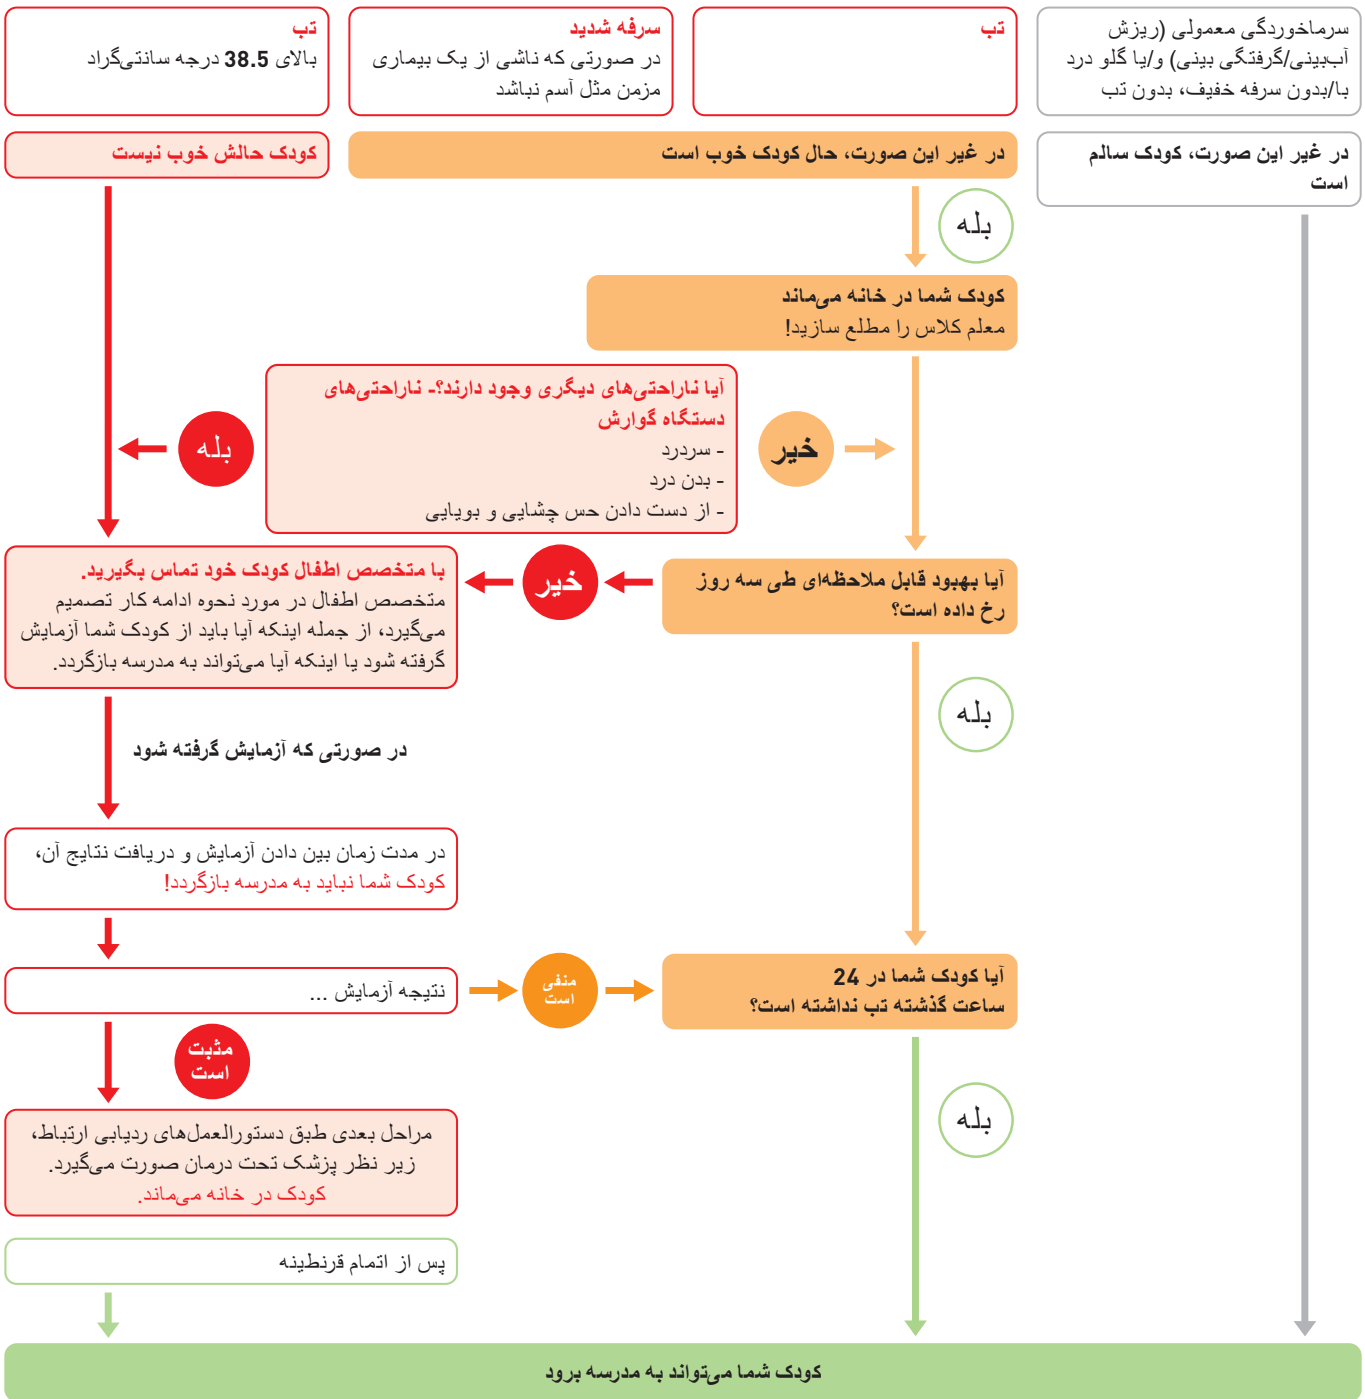 سرماخوردگی معمولی (ریزش
آب‌بینی/گرفتگی بینی) و/یا گلو درد
با/بدون سرفه خفیف، بدون تب
تب
سرفه شدید
در صورتی که ناشی از یک بیماری
مزمن مثل آسم نباشد
تب
بالای 38.5 درجه سانتی‌گراد
در غیر این صورت، کودک سالم
است
در غیر این صورت، حال کودک خوب است
کودک حالش خوب نیست
بله
کودک شما در خانه می‌ماند
معلم کلاس را مطلع سازید!
آیا ناراحتی‌های دیگری وجود دارند؟- ناراحتی‌های
دستگاه گوارش
- سردرد
- بدن درد
- از دست دادن حس چشایی و بویایی
خیر
بله
آیا بهبود قابل ملاحظه‌ای طی سه روز
رخ داده است؟
خیر
با متخصص اطفال کودک خود تماس بگیرید.
متخصص اطفال در مورد نحوه ادامه کار تصمیم
می‌گیرد، از جمله اینکه آیا باید از کودک شما آزمایش
گرفته شود یا اینکه آیا می‌تواند به مدرسه بازگردد.
بله
در صورتی که آزمایش گرفته شود
در مدت زمان بین دادن آزمایش و دریافت نتایج آن،
کودک شما نباید به مدرسه بازگردد!
آیا کودک شما در 24
ساعت گذشته تب نداشته است؟
منفی
است
نتیجه آزمایش ...
مثبت
است
بله
مراحل بعدی طبق دستورالعمل‌های ردیابی ارتباط،
زیر نظر پزشک تحت درمان صورت می‌گیرد.
کودک در خانه می‌ماند.
پس از اتمام قرنطینه
کودک شما می‌تواند به مدرسه برود